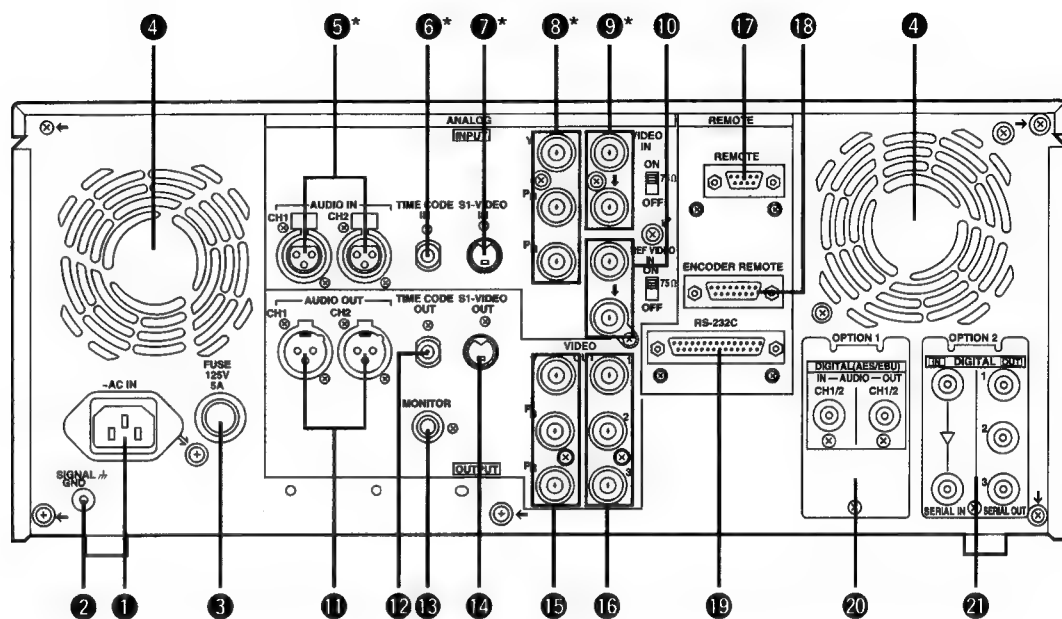 4 5* 6* 7* 8* 9* 10 17 18 4
ANALOG
INPUT
REMOTE
Y
VIDEO IN
ON
75Ω
OFF
REMOTE
AUDIO IN
CH1 CH2
TIME CODE IN
S1-VIDEO IN
PB
PR
REF VIDEO IN
ON
75Ω
OFF
ENCODER REMOTE
RS-232C
AUDIO OUT
CH1 CH2
TIME CODE OUT
S1-VIDEO OUT
VIDEO OUT
1
PB
2
PR
3
MONITOR
OUTPUT
FUSE
125V
5A
~AC IN
SIGNAL
GND
OPTION 1
DIGITAL(AES/EBU)
IN — AUDIO — OUT
CH1/2 CH1/2
OPTION 2
IN DIGITAL OUT
1
2
3
SERIAL IN SERIAL OUT
2 1 3 11 12 13 14 15 16 19 20 21